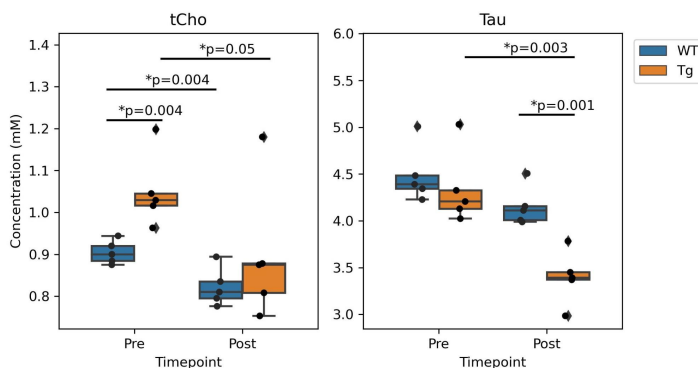 tCho
Tau
1.4
1.3
1.2
1.1
1.0
0.9
0.8
Concentration (mM)
*p=0.05
*p=0.004
*p=0.004
Pre
Post
Timepoint
6.0
5.5
5.0
4.5
4.0
3.5
3.0
*p=0.003
*p=0.001
Pre
Post
Timepoint
WT
Tg